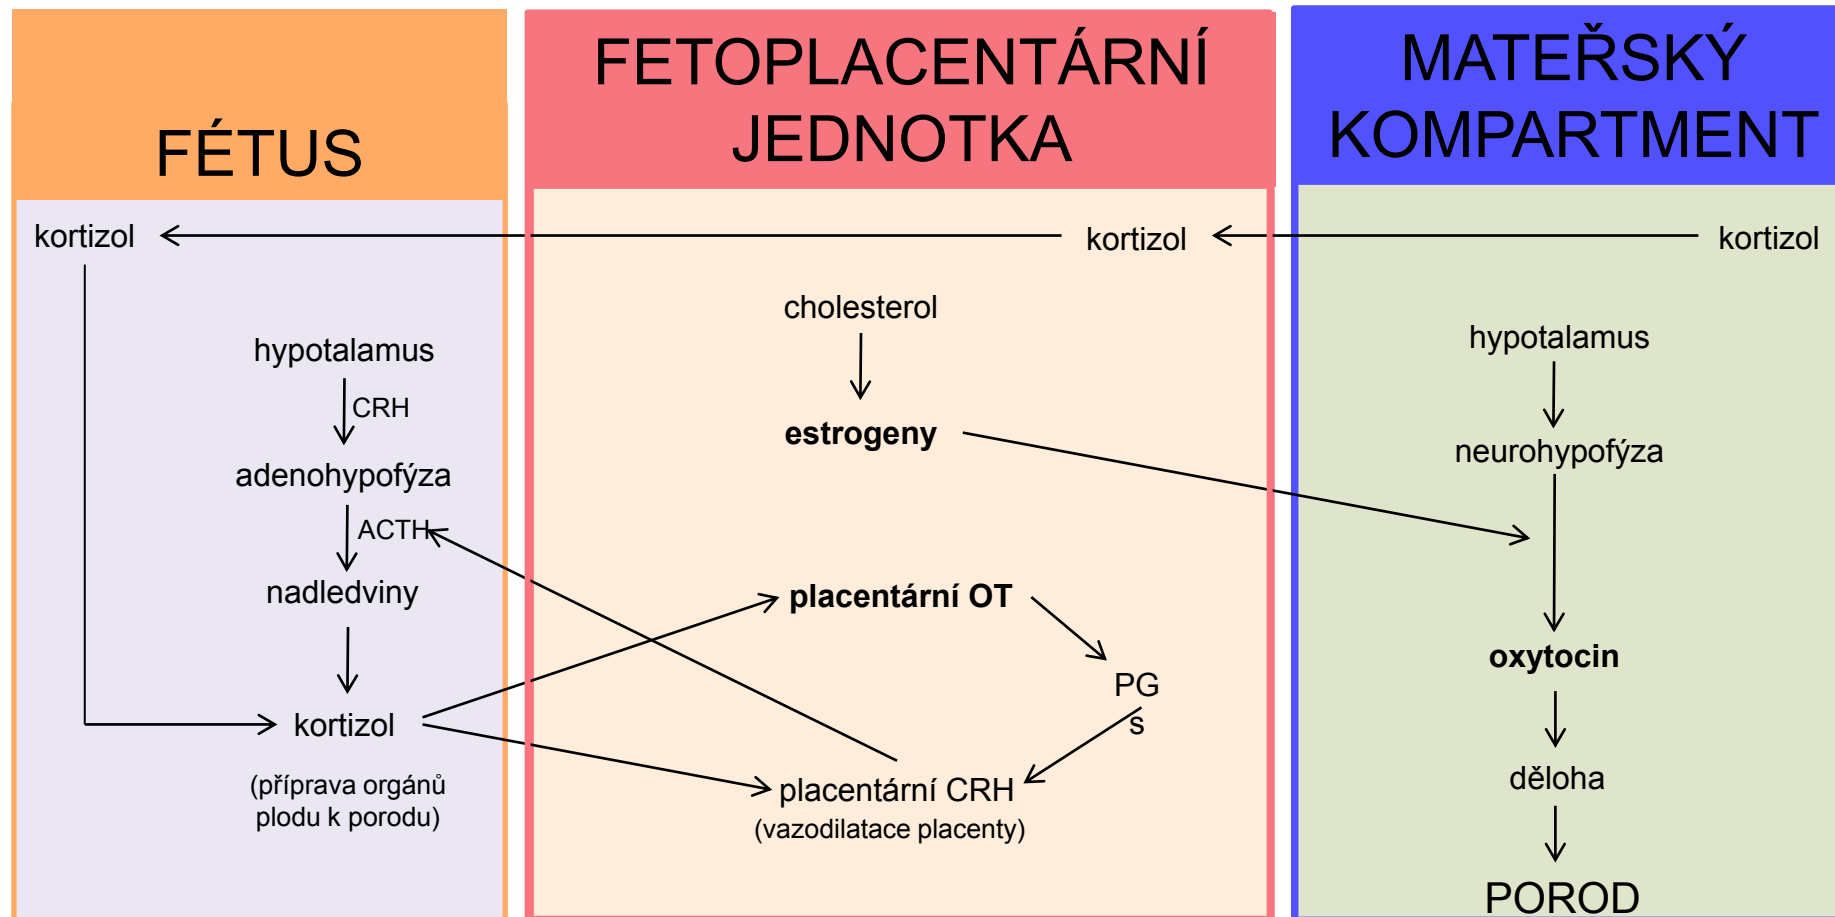 FÉTUS
kortizol
hypotalamus
CRH
adenohypofýza
ACTH
nadledviny
kortizol
(příprava orgánů
plodu k porodu)
FETOPLACENTÁRNÍ
JEDNOTKA
kortizol
cholesterol
estrogeny
placentární OT
PG
s
placentární CRH
(vazodilatace placenty)
MATEŘSKÝ
KOMPARTMENT
kortizol
hypotalamus
neurohypofýza
oxytocin
děloha
POROD